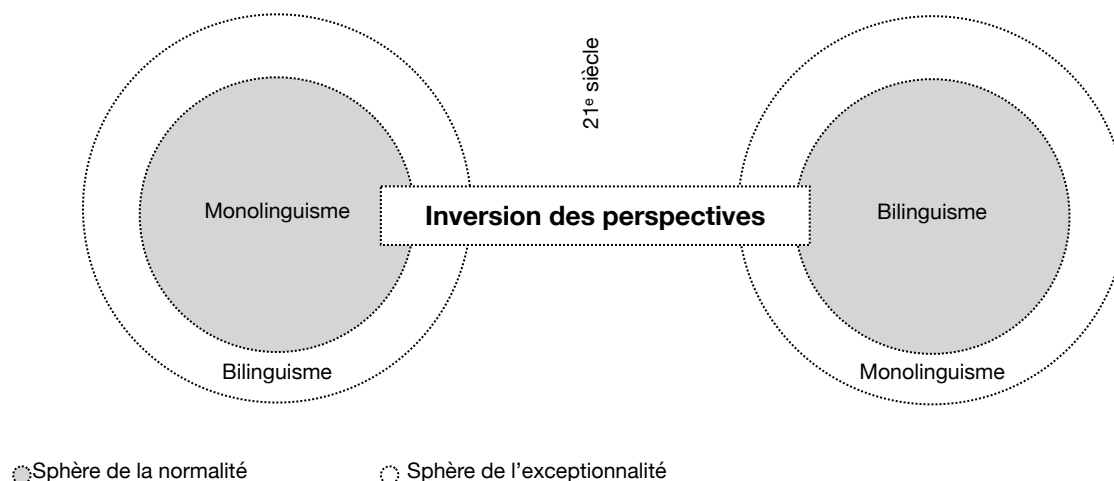 21e siècle
Monolinguisme
Inversion des perspectives
Bilinguisme
Bilinguisme
Monolinguisme
Sphère de la normalité
Sphère de l’exceptionnalité